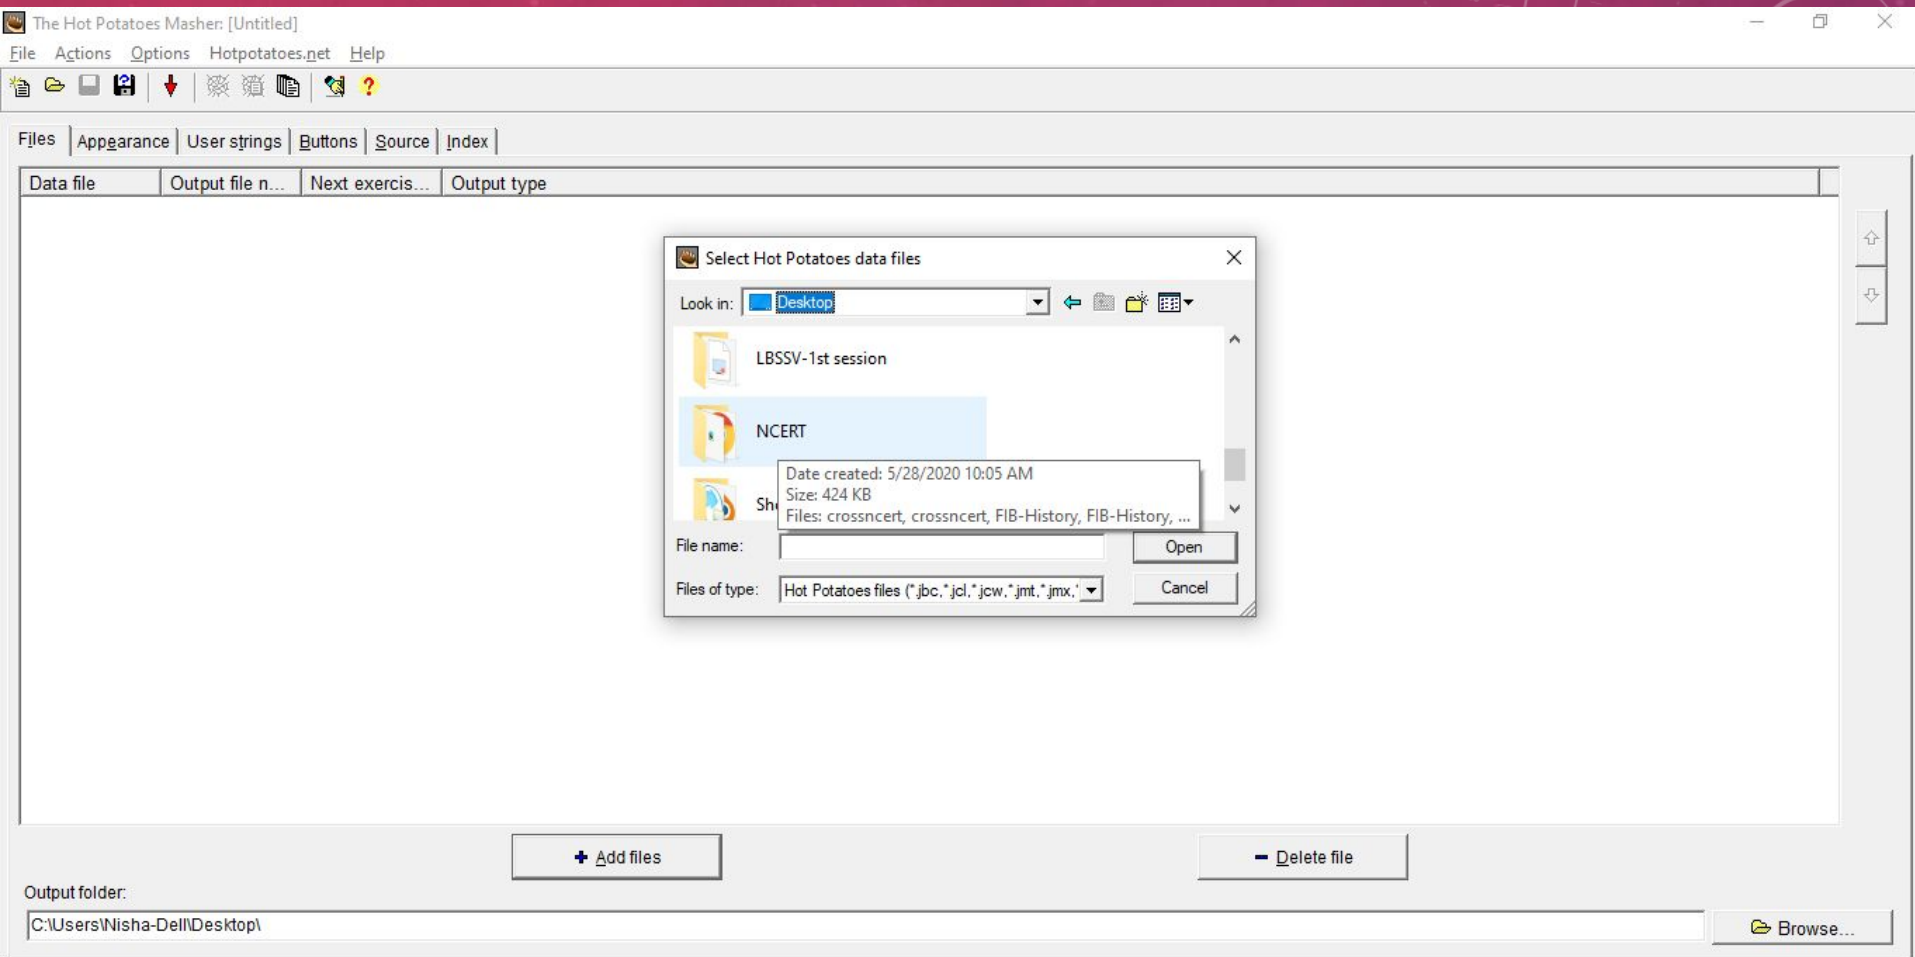 The Hot Potatoes Masher: [Untitled]
File Actions Options Hotpotatoes.net Help
Files Appearance User strings Buttons Source Index
Data file Output file n... Next exercis... Output type
Select Hot Potatoes data files
Look in: Desktop
LBSSV-1st session
NCERT
Date created: 5/28/2020 10:05 AM
Size: 424 KB
Files: crossncert, crossncert, FIB-History, FIB-History, ...
File name: Open
Files of type: Hot Potatoes files (*.jbc,*.jcl,*.jcw,*.jmt,*.jmx, Cancel
+ Add files − Delete file
Output folder:
C:\Users\Nisha-Dell\Desktop\ Browse...